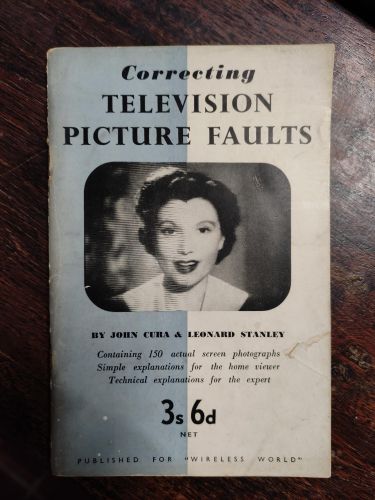 Correcting
TELEVISION
PICTURE FAULTS
BY JOHN CURA & LEONARD STANLEY
Containing 150 actual screen photographs
Simple explanations for the home viewer
Technical explanations for the expert
3s 6d
NET
PUBLISHED FOR "WIRELESS WORLD"